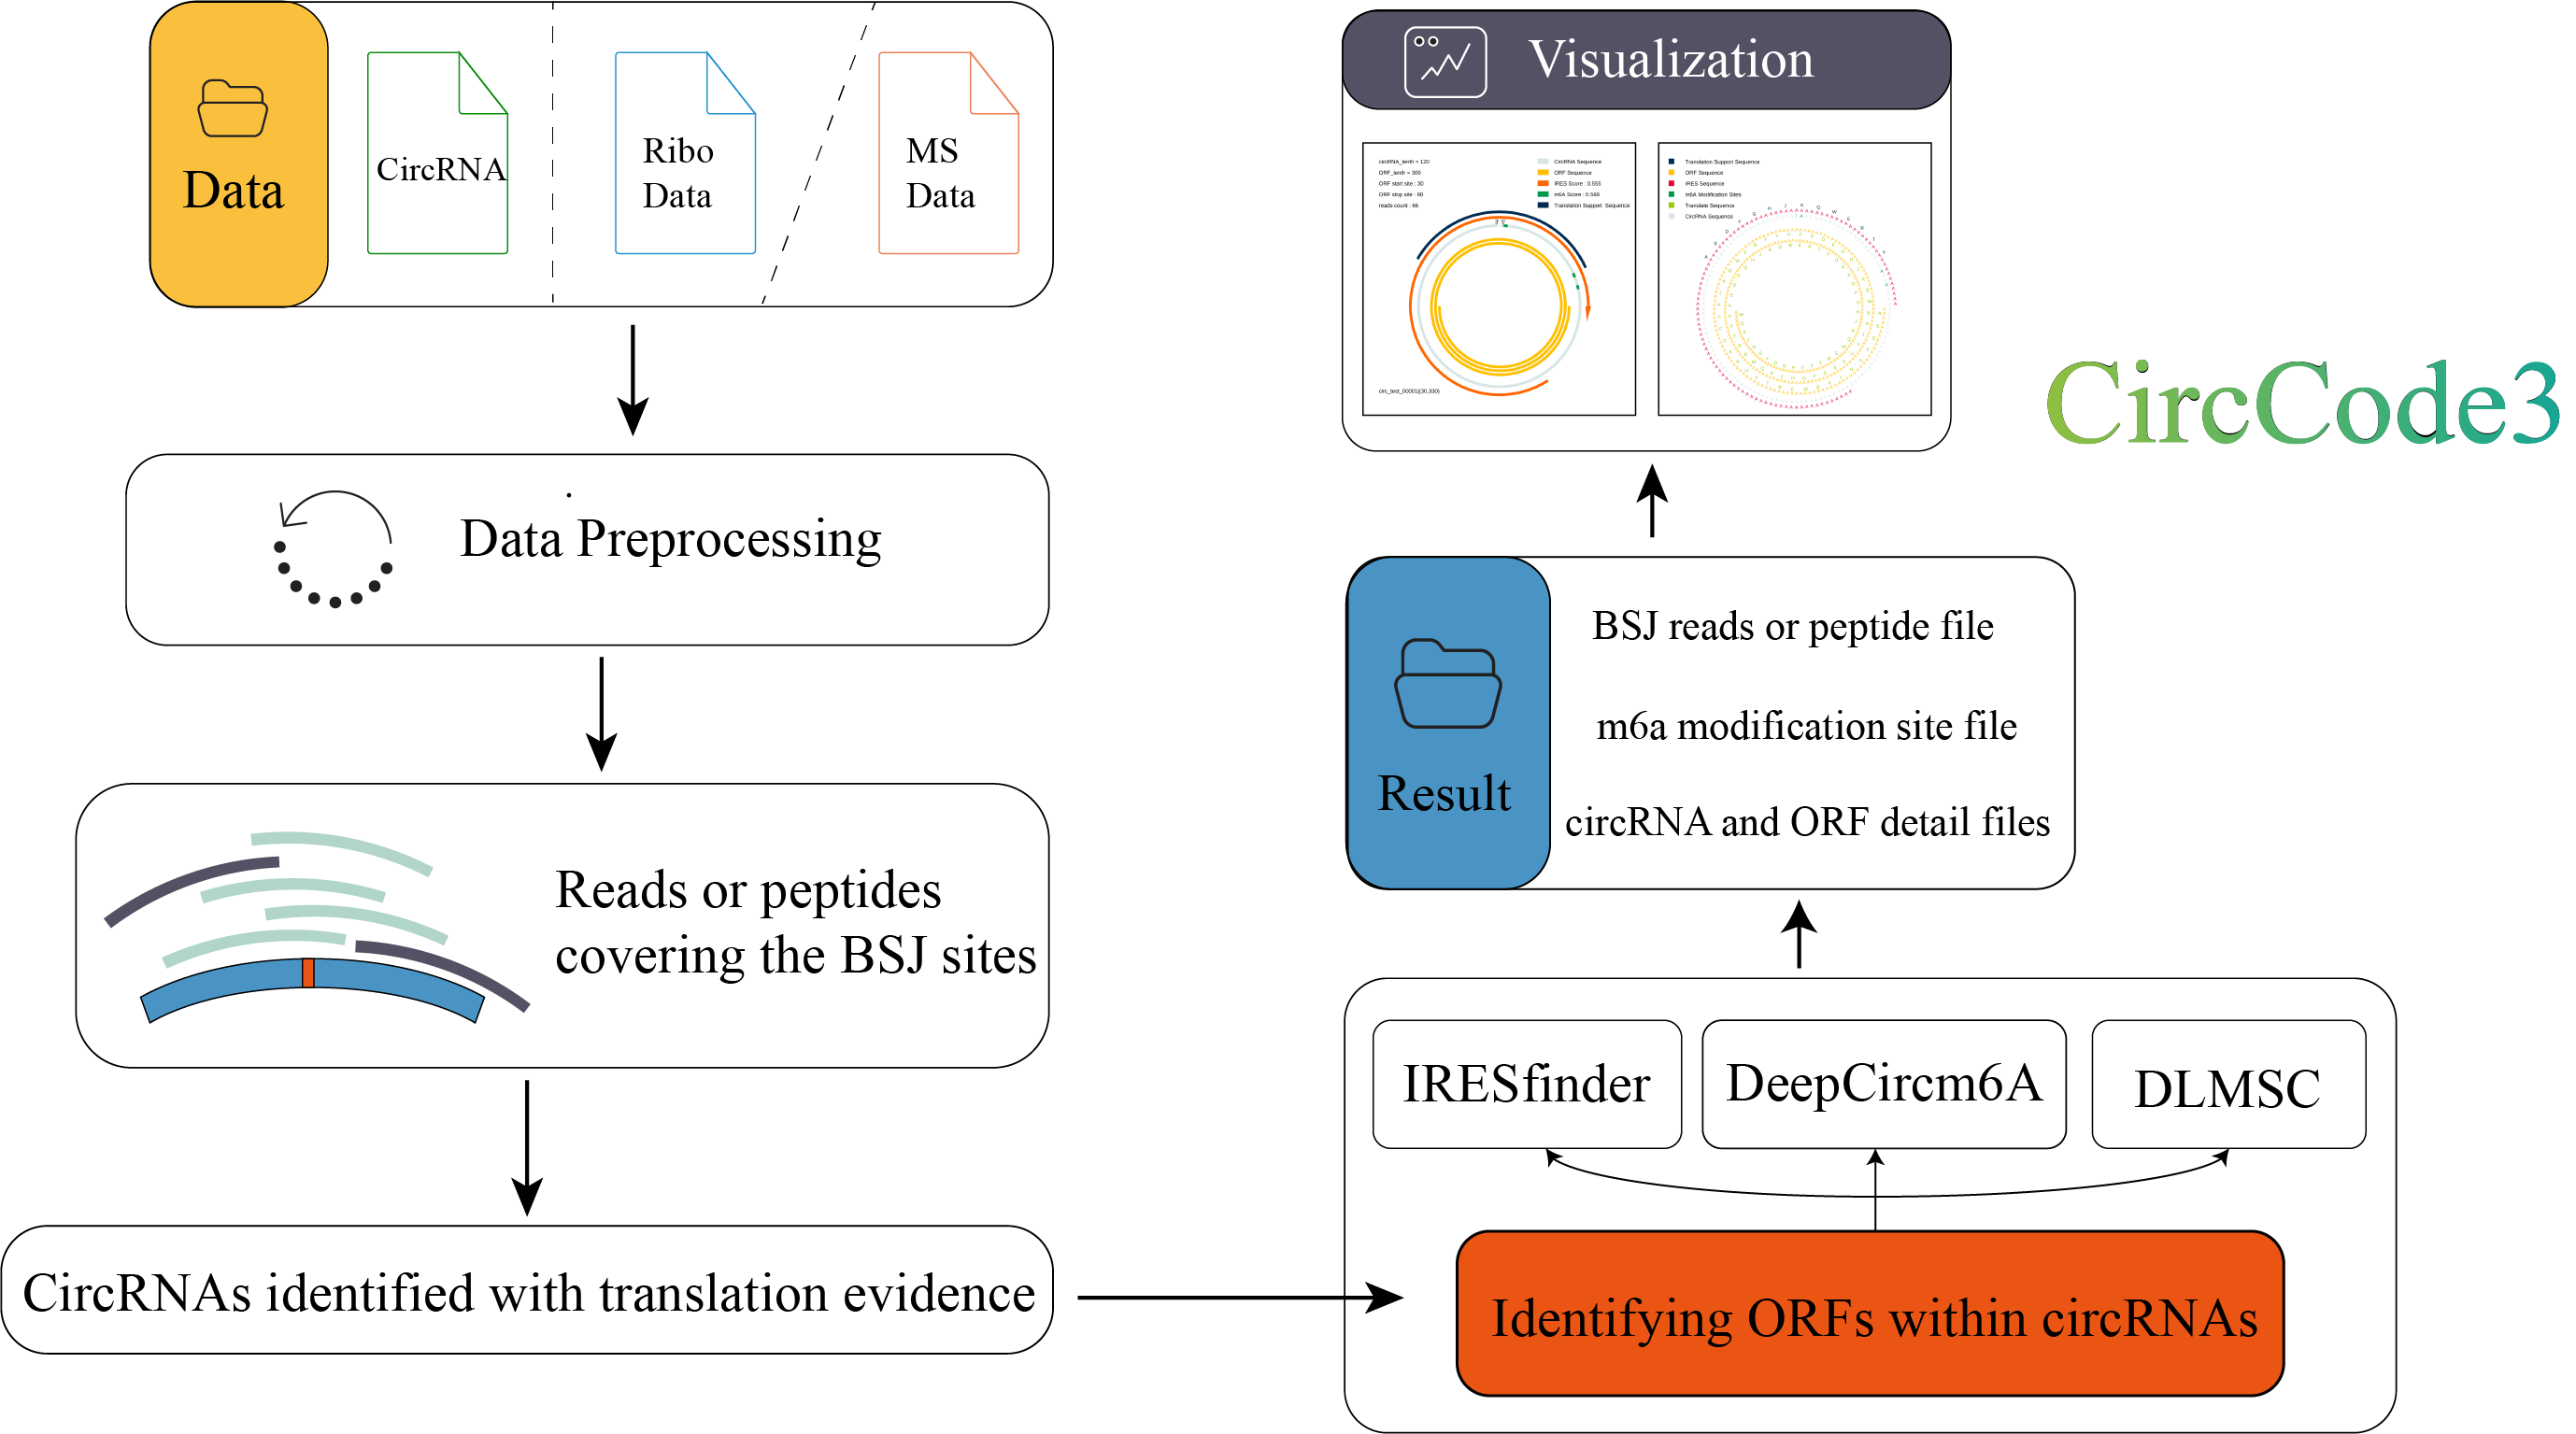 Data
CircRNA
Ribo
Data
MS
Data
Data Preprocessing
Reads or peptides
covering the BSJ sites
CircRNAs identified with translation evidence
Visualization
circRNA_lenth = 120
ORF_lenth = 300
ORF start site : 30
ORF stop site : 90
reads count : 66
CircRNA Sequence
ORF Sequence
IRES Score : 0.555
m6A Score : 0.566
Translation Support Sequence
circ_test_00001(30,330)
Translation Support Sequence
ORF Sequence
IRES Sequence
m6A Modification Sites
Translate Sequence
CircRNA Sequence
CircCode3
Result
BSJ reads or peptide file
m6a modification site file
circRNA and ORF detail files
IRESfinder
DeepCircm6A
DLMSC
Identifying ORFs within circRNAs